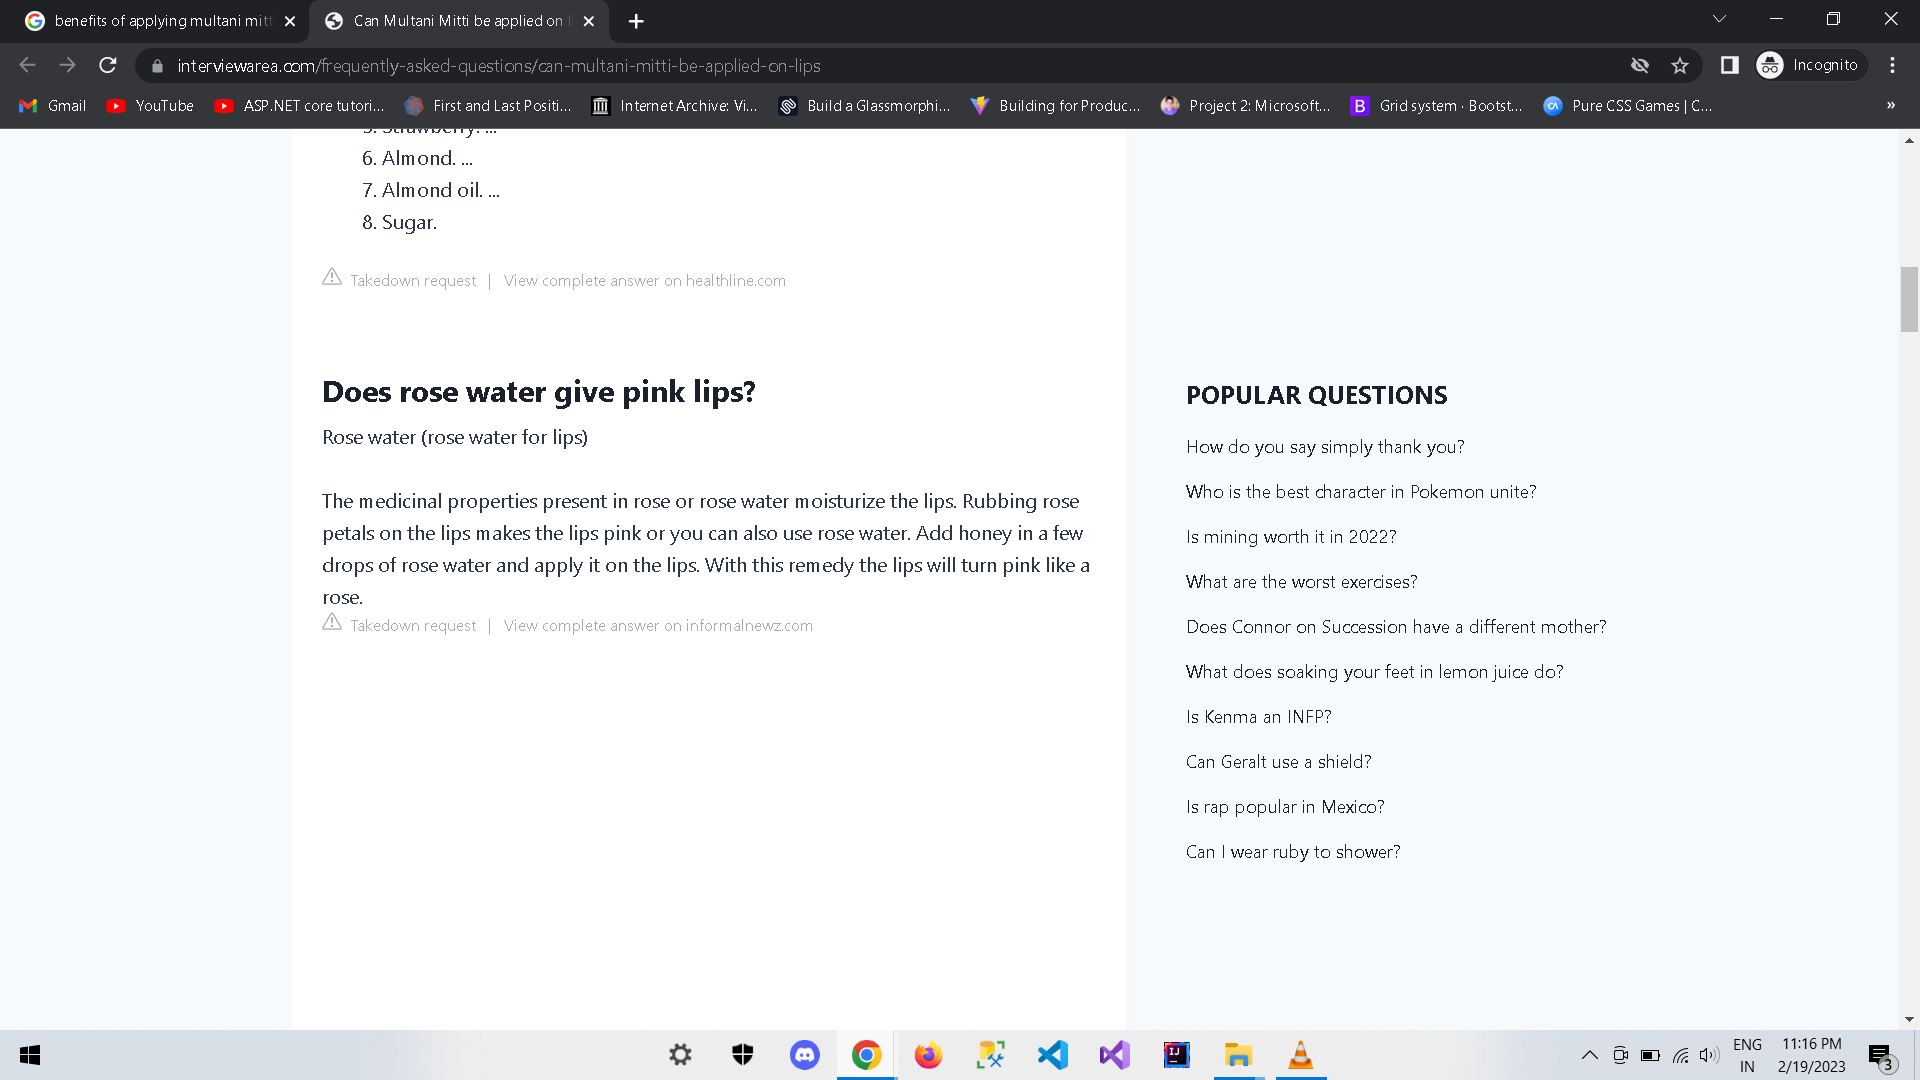 benefits of applying multani mitt
Can Multani Mitti be applied on l
interviewarea.com/frequently-asked-questions/can-multani-mitti-be-applied-on-lips
Incognito
Gmail
YouTube
ASP.NET core tutori...
First and Last Positi...
Internet Archive: Vi...
Build a Glassmorphi...
Building for Produc...
Project 2: Microsoft...
Grid system · Bootst...
Pure CSS Games | C...
»
5. Strawberry. ...
6. Almond. ...
7. Almond oil. ...
8. Sugar.
Takedown request | View complete answer on healthline.com
Does rose water give pink lips?
Rose water (rose water for lips)
The medicinal properties present in rose or rose water moisturize the lips. Rubbing rose
petals on the lips makes the lips pink or you can also use rose water. Add honey in a few
drops of rose water and apply it on the lips. With this remedy the lips will turn pink like a
rose.
Takedown request | View complete answer on informalnewz.com
POPULAR QUESTIONS
How do you say simply thank you?
Who is the best character in Pokemon unite?
Is mining worth it in 2022?
What are the worst exercises?
Does Connor on Succession have a different mother?
What does soaking your feet in lemon juice do?
Is Kenma an INFP?
Can Geralt use a shield?
Is rap popular in Mexico?
Can I wear ruby to shower?
ENG
IN
11:16 PM
2/19/2023
3